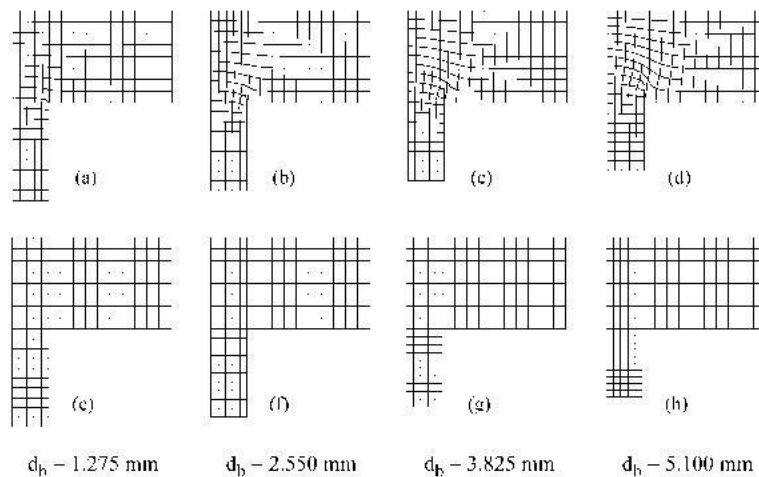 (a) (b) (c) (d)
(e) (f) (g) (h)
d_b – 1.275 mm d_b – 2.550 mm d_b – 3.825 mm d_b – 5.100 mm